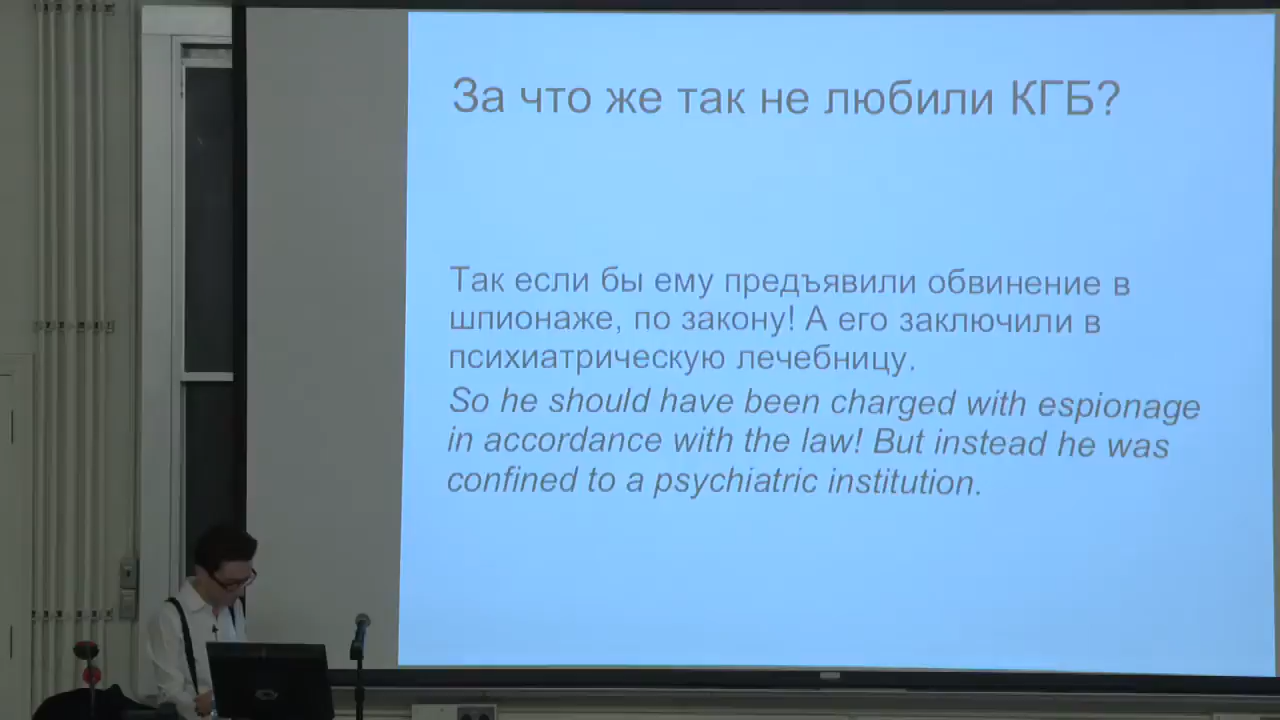 За что же так не любили КГБ?
Так если бы ему предъявили обвинение в
шпионаже, по закону! А его заключили в
психиатрическую лечебницу.
So he should have been charged with espionage
in accordance with the law! But instead he was
confined to a psychiatric institution.